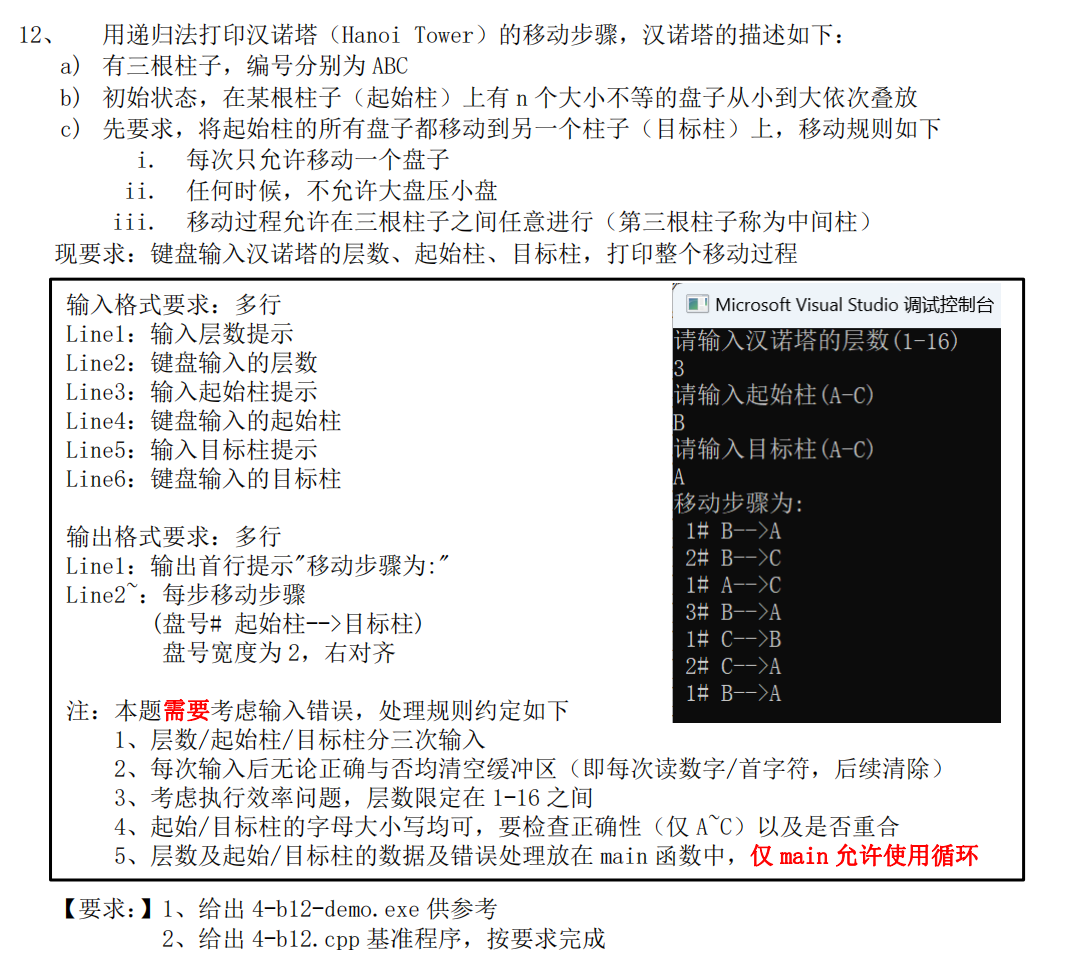 12、 用递归法打印汉诺塔（Hanoi Tower）的移动步骤，汉诺塔的描述如下：
a) 有三根柱子，编号分别为 ABC
b) 初始状态，在某根柱子（起始柱）上有 n 个大小不等的盘子从小到大依次叠放
c) 先要求，将起始柱的所有盘子都移动到另一个柱子（目标柱）上，移动规则如下
i. 每次只允许移动一个盘子
ii. 任何时候，不允许大盘压小盘
iii. 移动过程允许在三根柱子之间任意进行（第三根柱子称为中间柱）
现要求：键盘输入汉诺塔的层数、起始柱、目标柱，打印整个移动过程
输入格式要求：多行
Line1：输入层数提示
Line2：键盘输入的层数
Line3：输入起始柱提示
Line4：键盘输入的起始柱
Line5：输入目标柱提示
Line6：键盘输入的目标柱
输出格式要求：多行
Line1：输出首行提示"移动步骤为:"
Line2~：每步移动步骤
(盘号# 起始柱-->目标柱)
盘号宽度为 2，右对齐
Microsoft Visual Studio 调试控制台
请输入汉诺塔的层数(1-16)
3
请输入起始柱(A-C)
B
请输入目标柱(A-C)
A
移动步骤为:
1# B-->A
2# B-->C
1# A-->C
3# B-->A
1# C-->B
2# C-->A
1# B-->A
注：本题需要考虑输入错误，处理规则约定如下
1、层数/起始柱/目标柱分三次输入
2、每次输入后无论正确与否均清空缓冲区（即每次读数字/首字符，后续清除）
3、考虑执行效率问题，层数限定在 1-16 之间
4、起始/目标柱的字母大小写均可，要检查正确性（仅 A~C）以及是否重合
5、层数及起始/目标柱的数据及错误处理放在 main 函数中，仅 main 允许使用循环
【要求：】1、给出 4-b12-demo.exe 供参考
2、给出 4-b12.cpp 基准程序，按要求完成